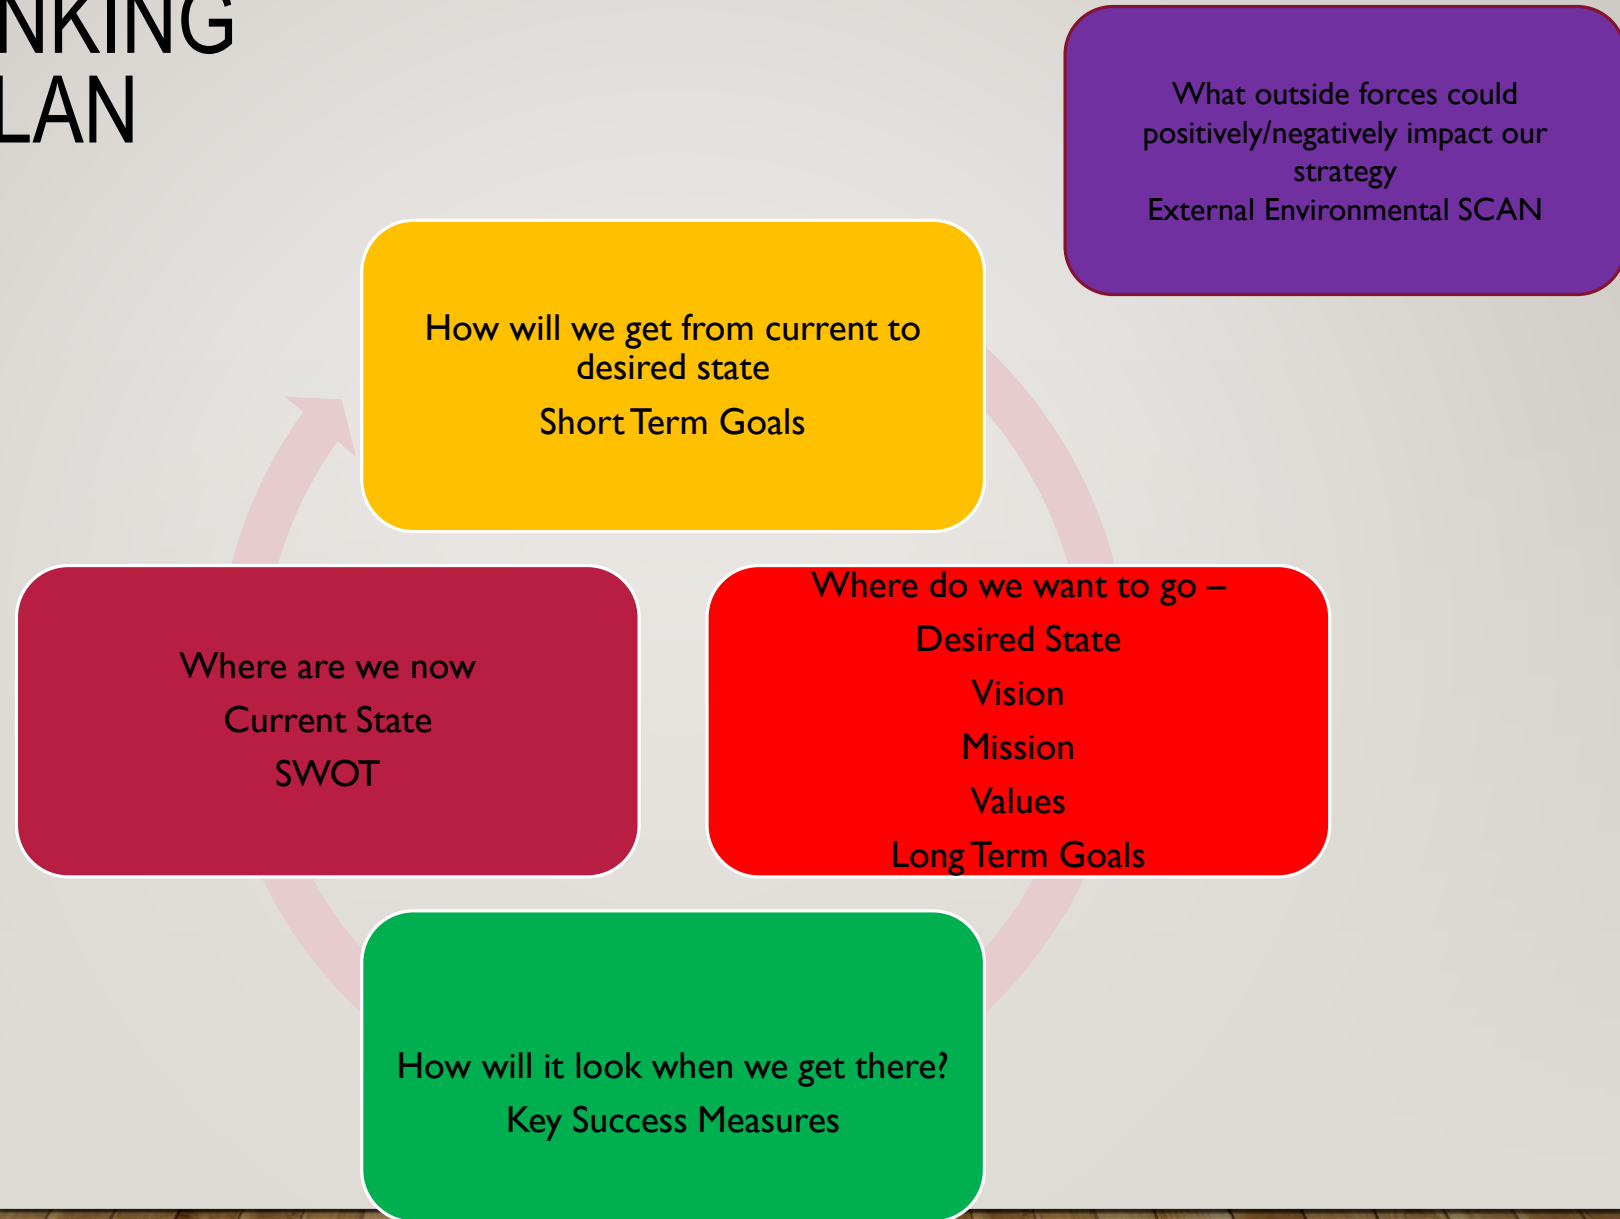 NKING
LAN
What outside forces could
positively/negatively impact our
strategy
External Environmental SCAN
How will we get from current to
desired state
Short Term Goals
Where are we now
Current State
SWOT
Where do we want to go –
Desired State
Vision
Mission
Values
Long Term Goals
How will it look when we get there?
Key Success Measures